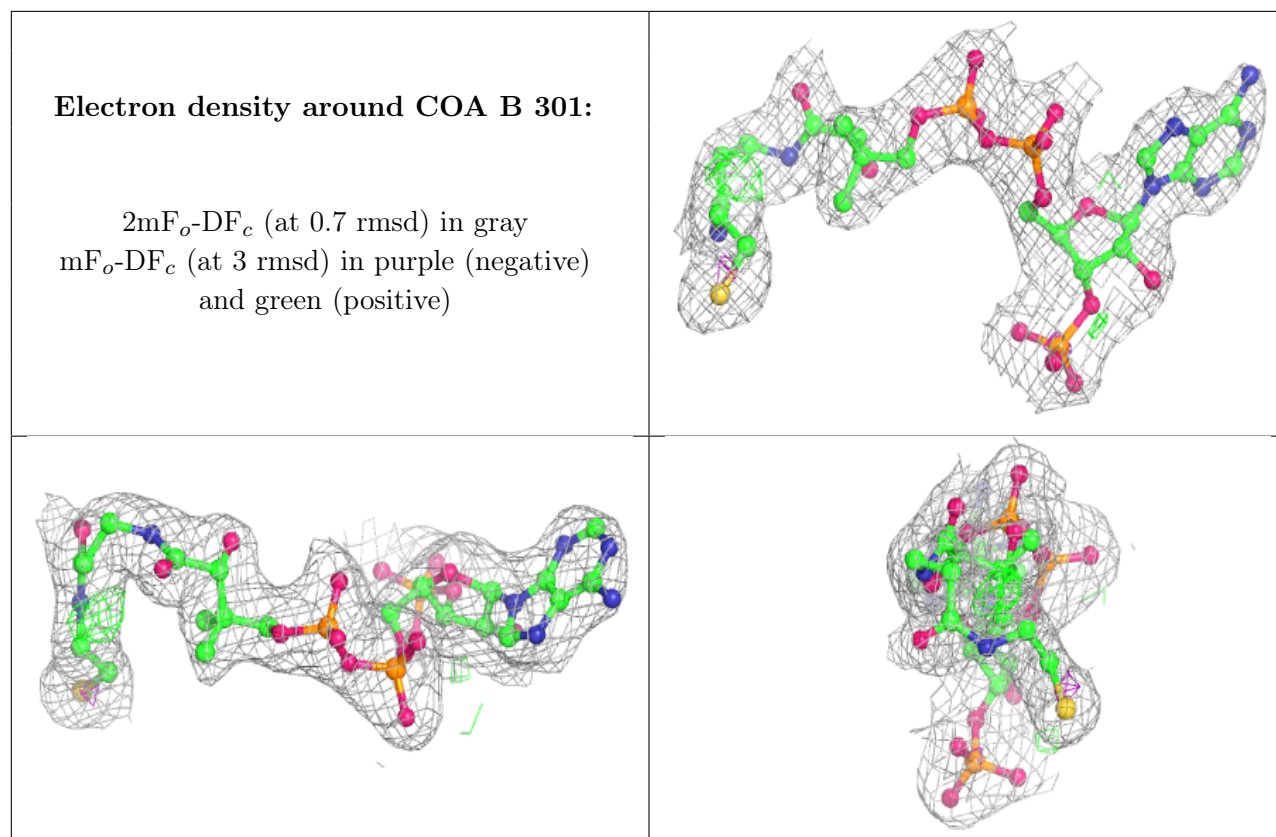 Electron density around COA B 301:
2mFo-DFc (at 0.7 rmsd) in gray
mFo-DFc (at 3 rmsd) in purple (negative)
and green (positive)